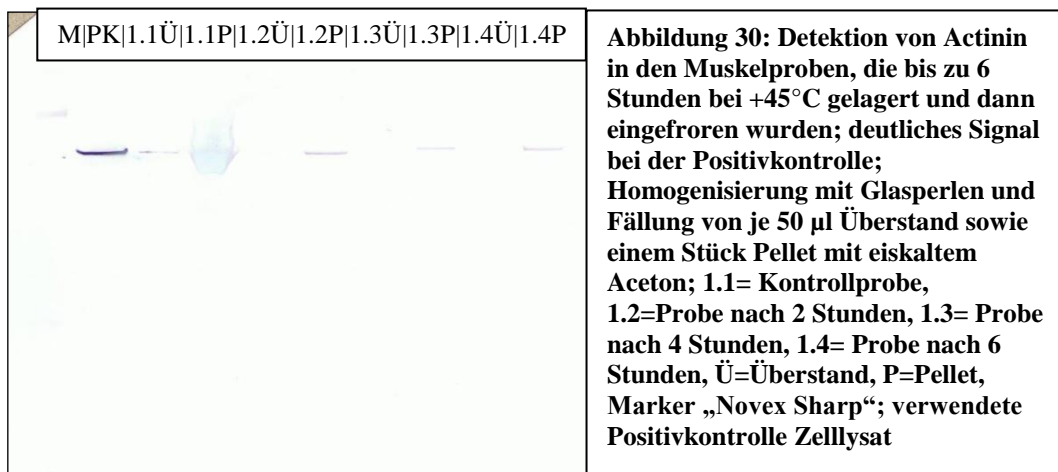 M|PK|1.1Ü|1.1P|1.2Ü|1.2P|1.3Ü|1.3P|1.4Ü|1.4P
Abbildung 30: Detektion von Actinin
in den Muskelproben, die bis zu 6
Stunden bei +45°C gelagert und dann
eingefroren wurden; deutliches Signal
bei der Positivkontrolle;
Homogenisierung mit Glasperlen und
Fällung von je 50 µl Überstand sowie
einem Stück Pellet mit eiskaltem
Aceton; 1.1= Kontrollprobe,
1.2=Probe nach 2 Stunden, 1.3= Probe
nach 4 Stunden, 1.4= Probe nach 6
Stunden, Ü=Überstand, P=Pellet,
Marker „Novex Sharp“; verwendete
Positivkontrolle Zelllysat